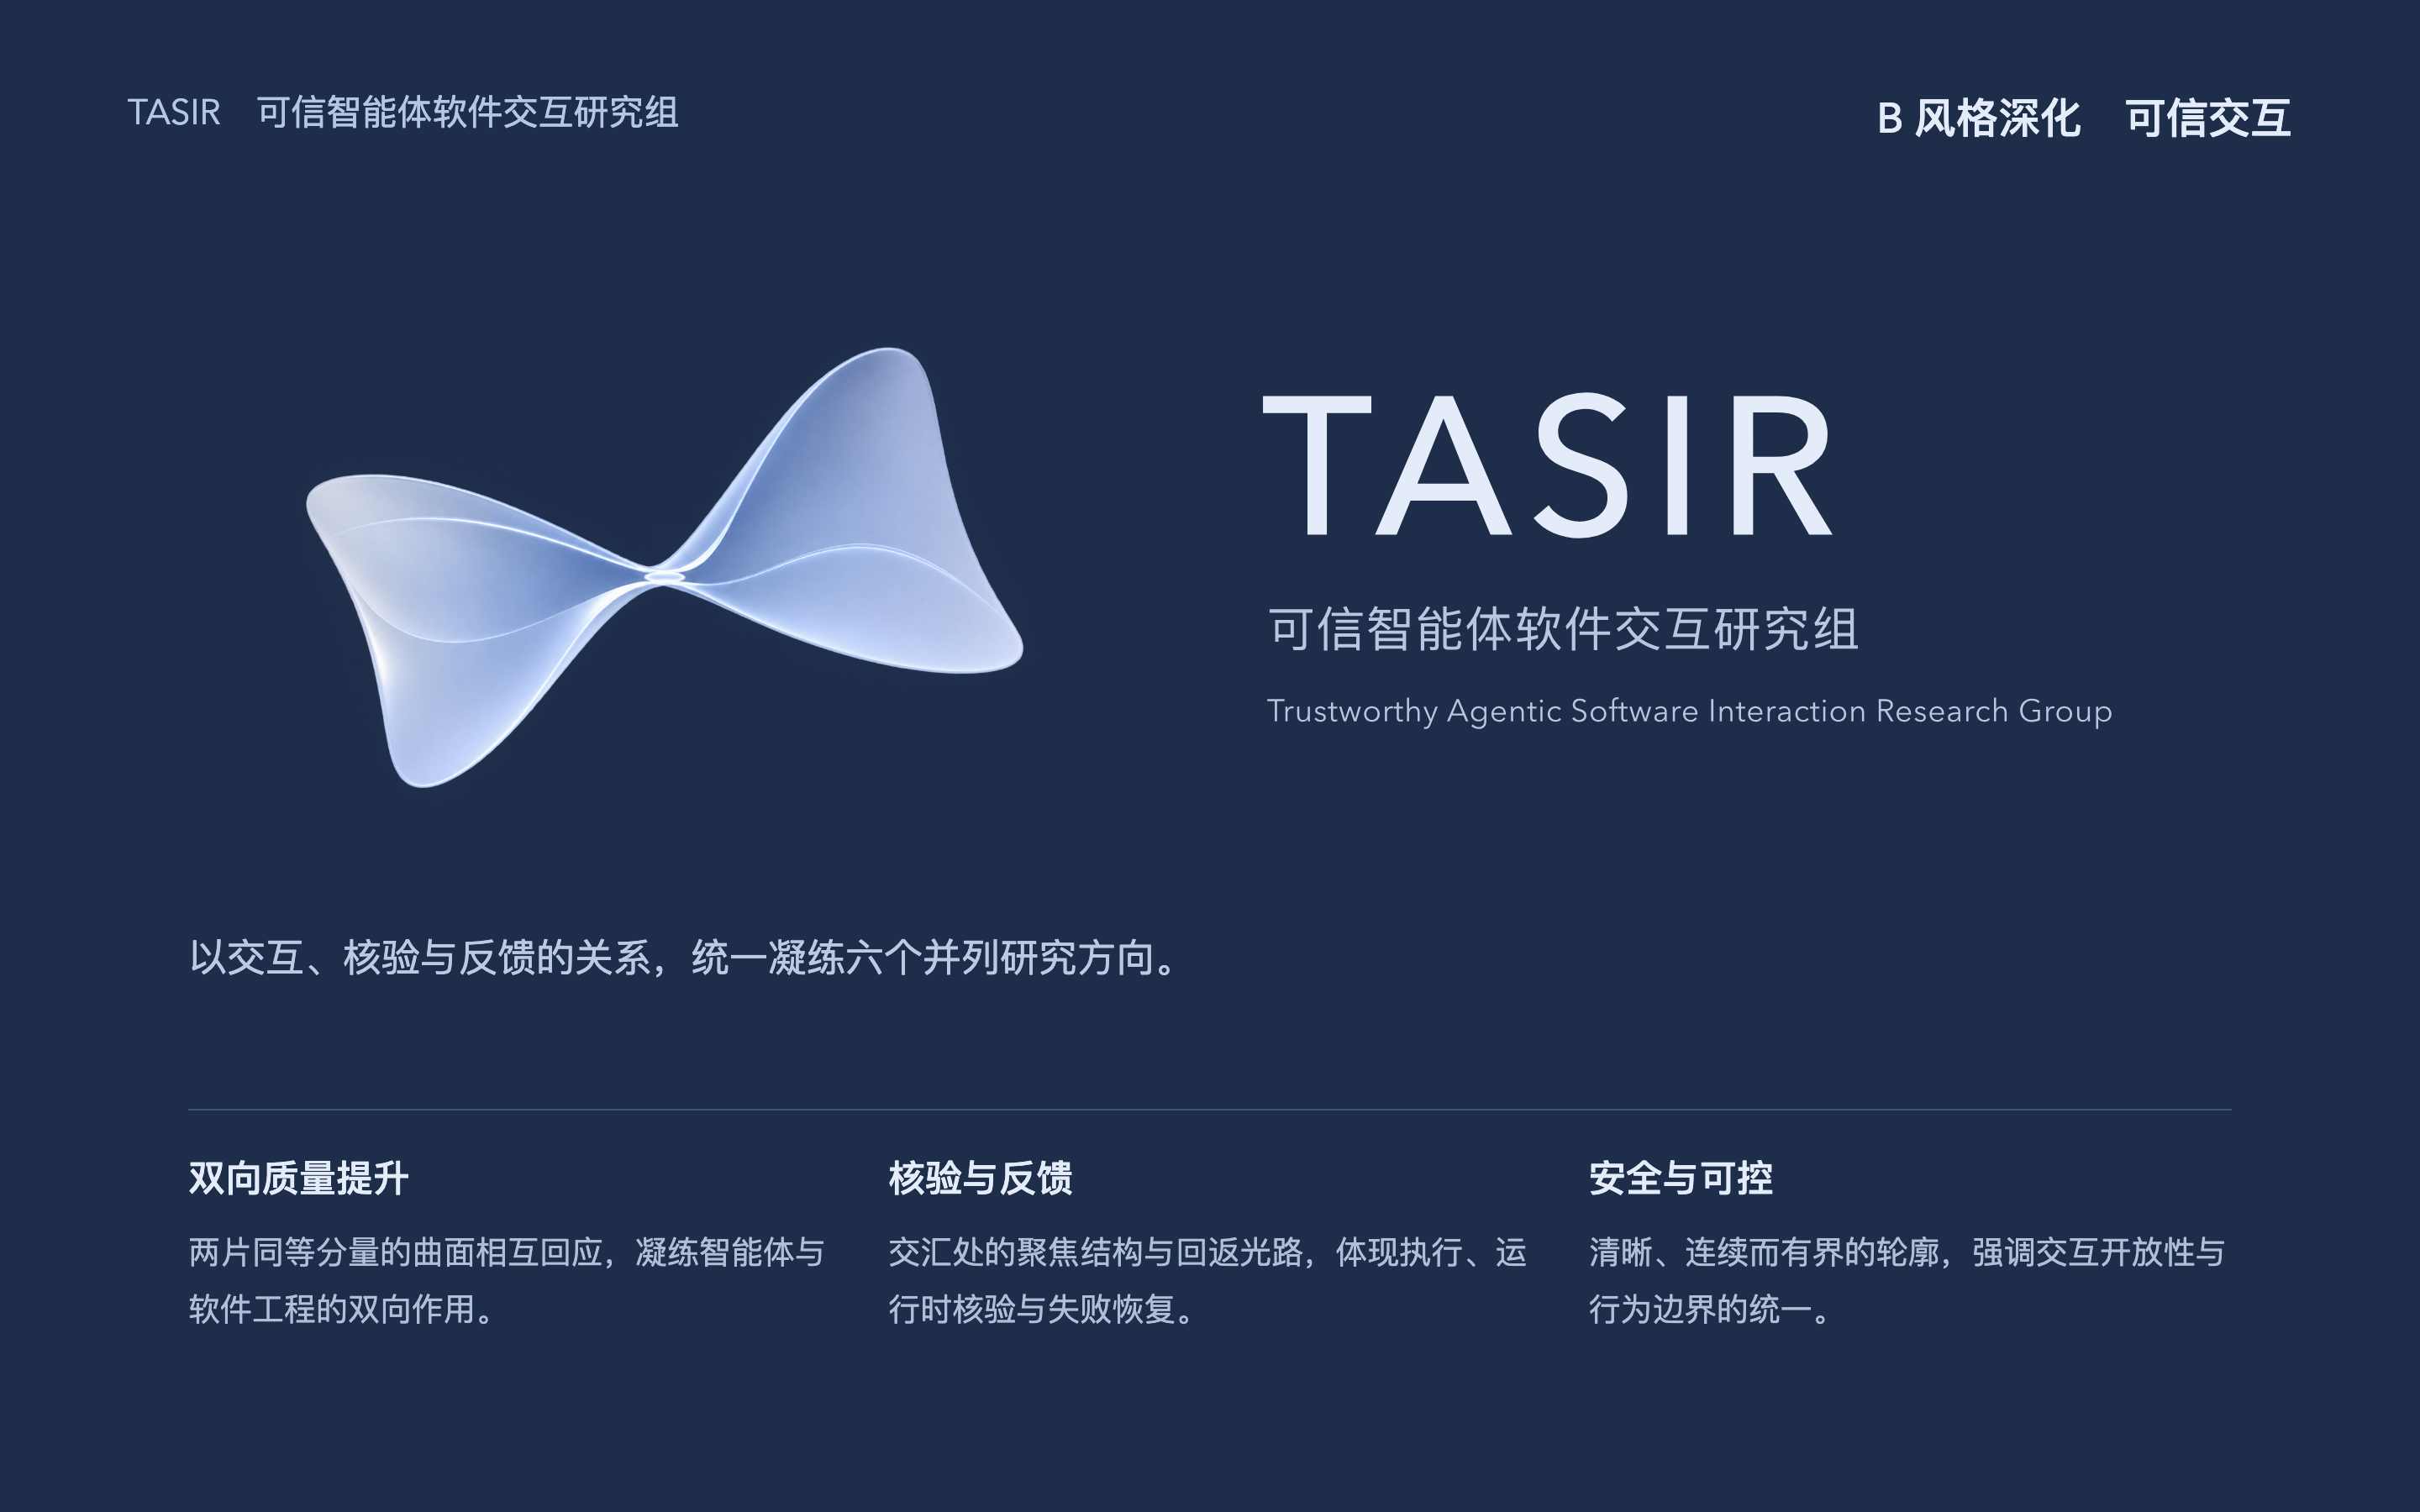 TASIR 可信智能体软件交互研究组
B 风格深化 可信交互
TASIR
可信智能体软件交互研究组
Trustworthy Agentic Software Interaction Research Group
以交互、核验与反馈的关系，统一凝练六个并列研究方向。
双向质量提升
两片同等分量的曲面相互回应，凝练智能体与
软件工程的双向作用。
核验与反馈
交汇处的聚焦结构与回返光路，体现执行、运
行时核验与失败恢复。
安全与可控
清晰、连续而有界的轮廓，强调交互开放性与
行为边界的统一。